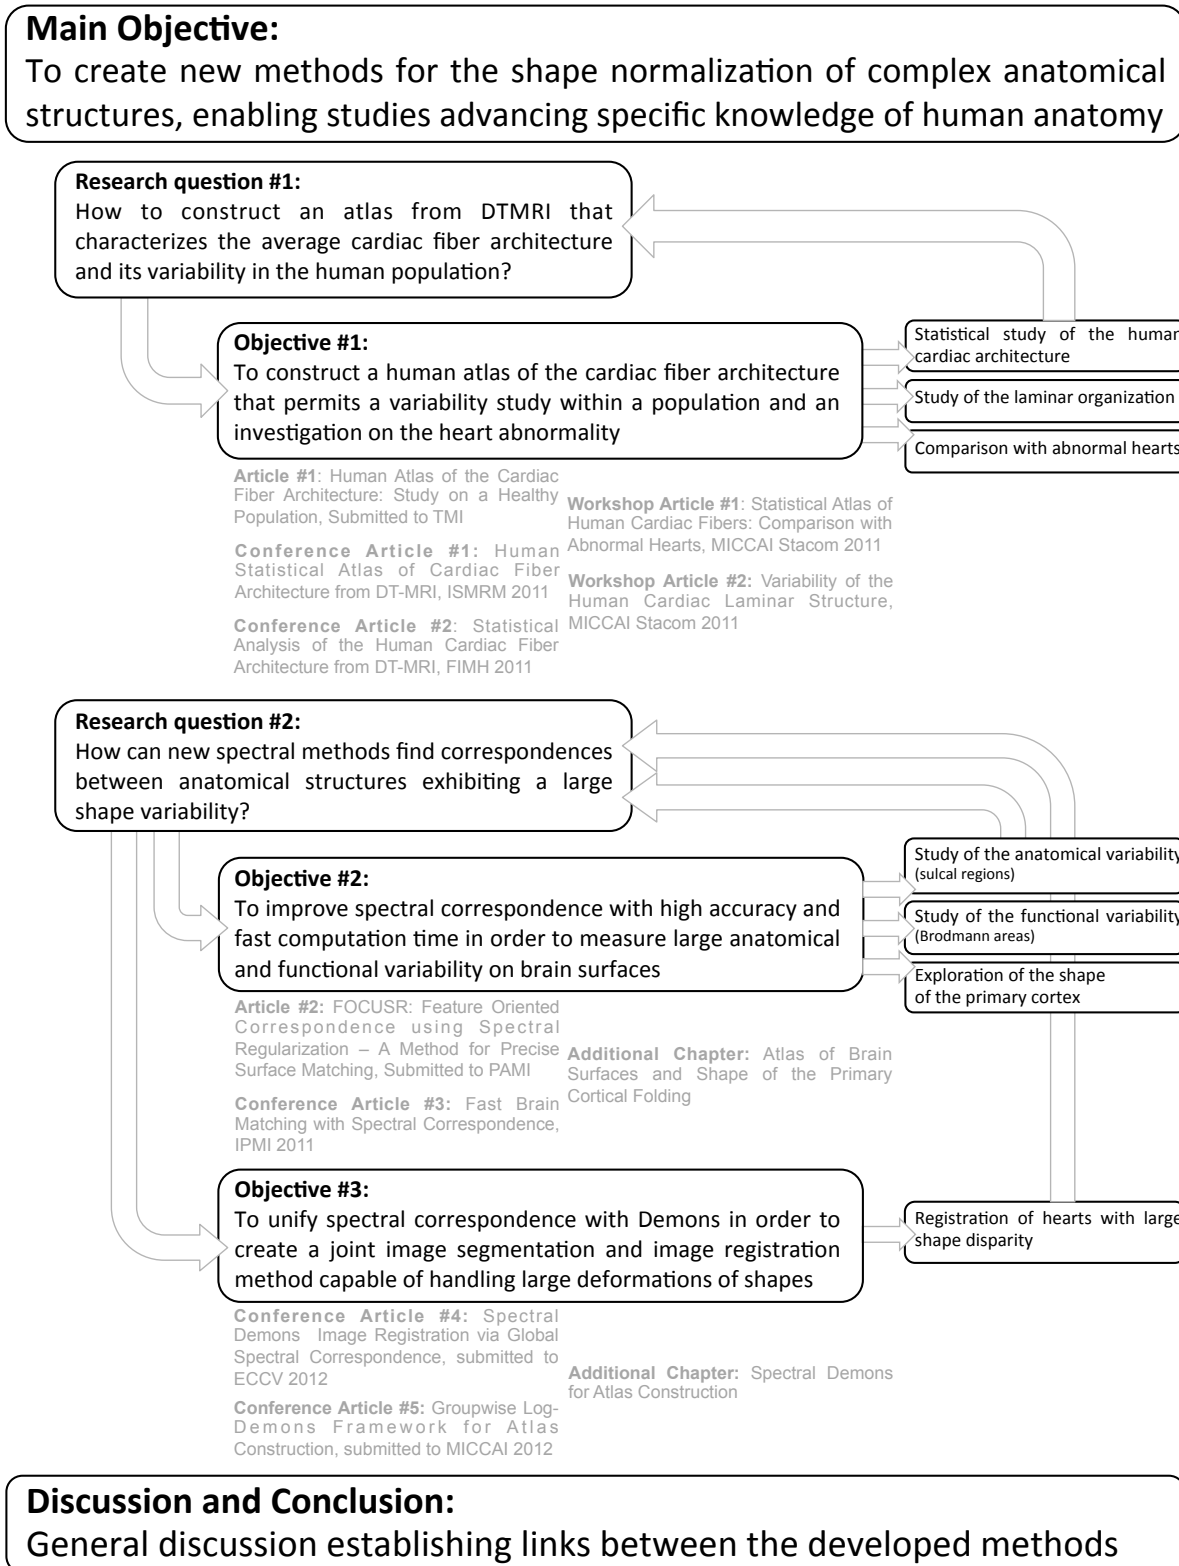 Main Objective:
To create new methods for the shape normalization of complex anatomical
structures, enabling studies advancing specific knowledge of human anatomy
Research question #1:
How to construct an atlas from DTMRI that
characterizes the average cardiac fiber architecture
and its variability in the human population?
Objective #1:
To construct a human atlas of the cardiac fiber architecture
that permits a variability study within a population and an
investigation on the heart abnormality
Statistical study of the human
cardiac architecture
Study of the laminar organization
Comparison with abnormal hearts
Article #1: Human Atlas of the Cardiac
Fiber Architecture: Study on a Healthy
Population, Submitted to TMI
Conference Article #1: Human
Statistical Atlas of Cardiac Fiber
Architecture from DT-MRI, ISMRM 2011
Conference Article #2: Statistical
Analysis of the Human Cardiac Fiber
Architecture from DT-MRI, FIMH 2011
Workshop Article #1: Statistical Atlas of
Human Cardiac Fibers: Comparison with
Abnormal Hearts, MICCAI Stacom 2011
Workshop Article #2: Variability of the
Human Cardiac Laminar Structure,
MICCAI Stacom 2011
Research question #2:
How can new spectral methods find correspondences
between anatomical structures exhibiting a large
shape variability?
Objective #2:
To improve spectral correspondence with high accuracy and
fast computation time in order to measure large anatomical
and functional variability on brain surfaces
Study of the anatomical variability
(sulcal regions)
Study of the functional variability
(Brodmann areas)
Exploration of the shape
of the primary cortex
Article #2: FOCUSR: Feature Oriented
Correspondence using Spectral
Regularization – A Method for Precise
Surface Matching, Submitted to PAMI
Conference Article #3: Fast Brain
Matching with Spectral Correspondence,
IPMI 2011
Additional Chapter: Atlas of Brain
Surfaces and Shape of the Primary
Cortical Folding
Objective #3:
To unify spectral correspondence with Demons in order to
create a joint image segmentation and image registration
method capable of handling large deformations of shapes
Registration of hearts with large
shape disparity
Conference Article #4: Spectral
Demons Image Registration via Global
Spectral Correspondence, submitted to
ECCV 2012
Conference Article #5: Groupwise Log-
Demons Framework for Atlas
Construction, submitted to MICCAI 2012
Additional Chapter: Spectral Demons
for Atlas Construction
Discussion and Conclusion:
General discussion establishing links between the developed methods